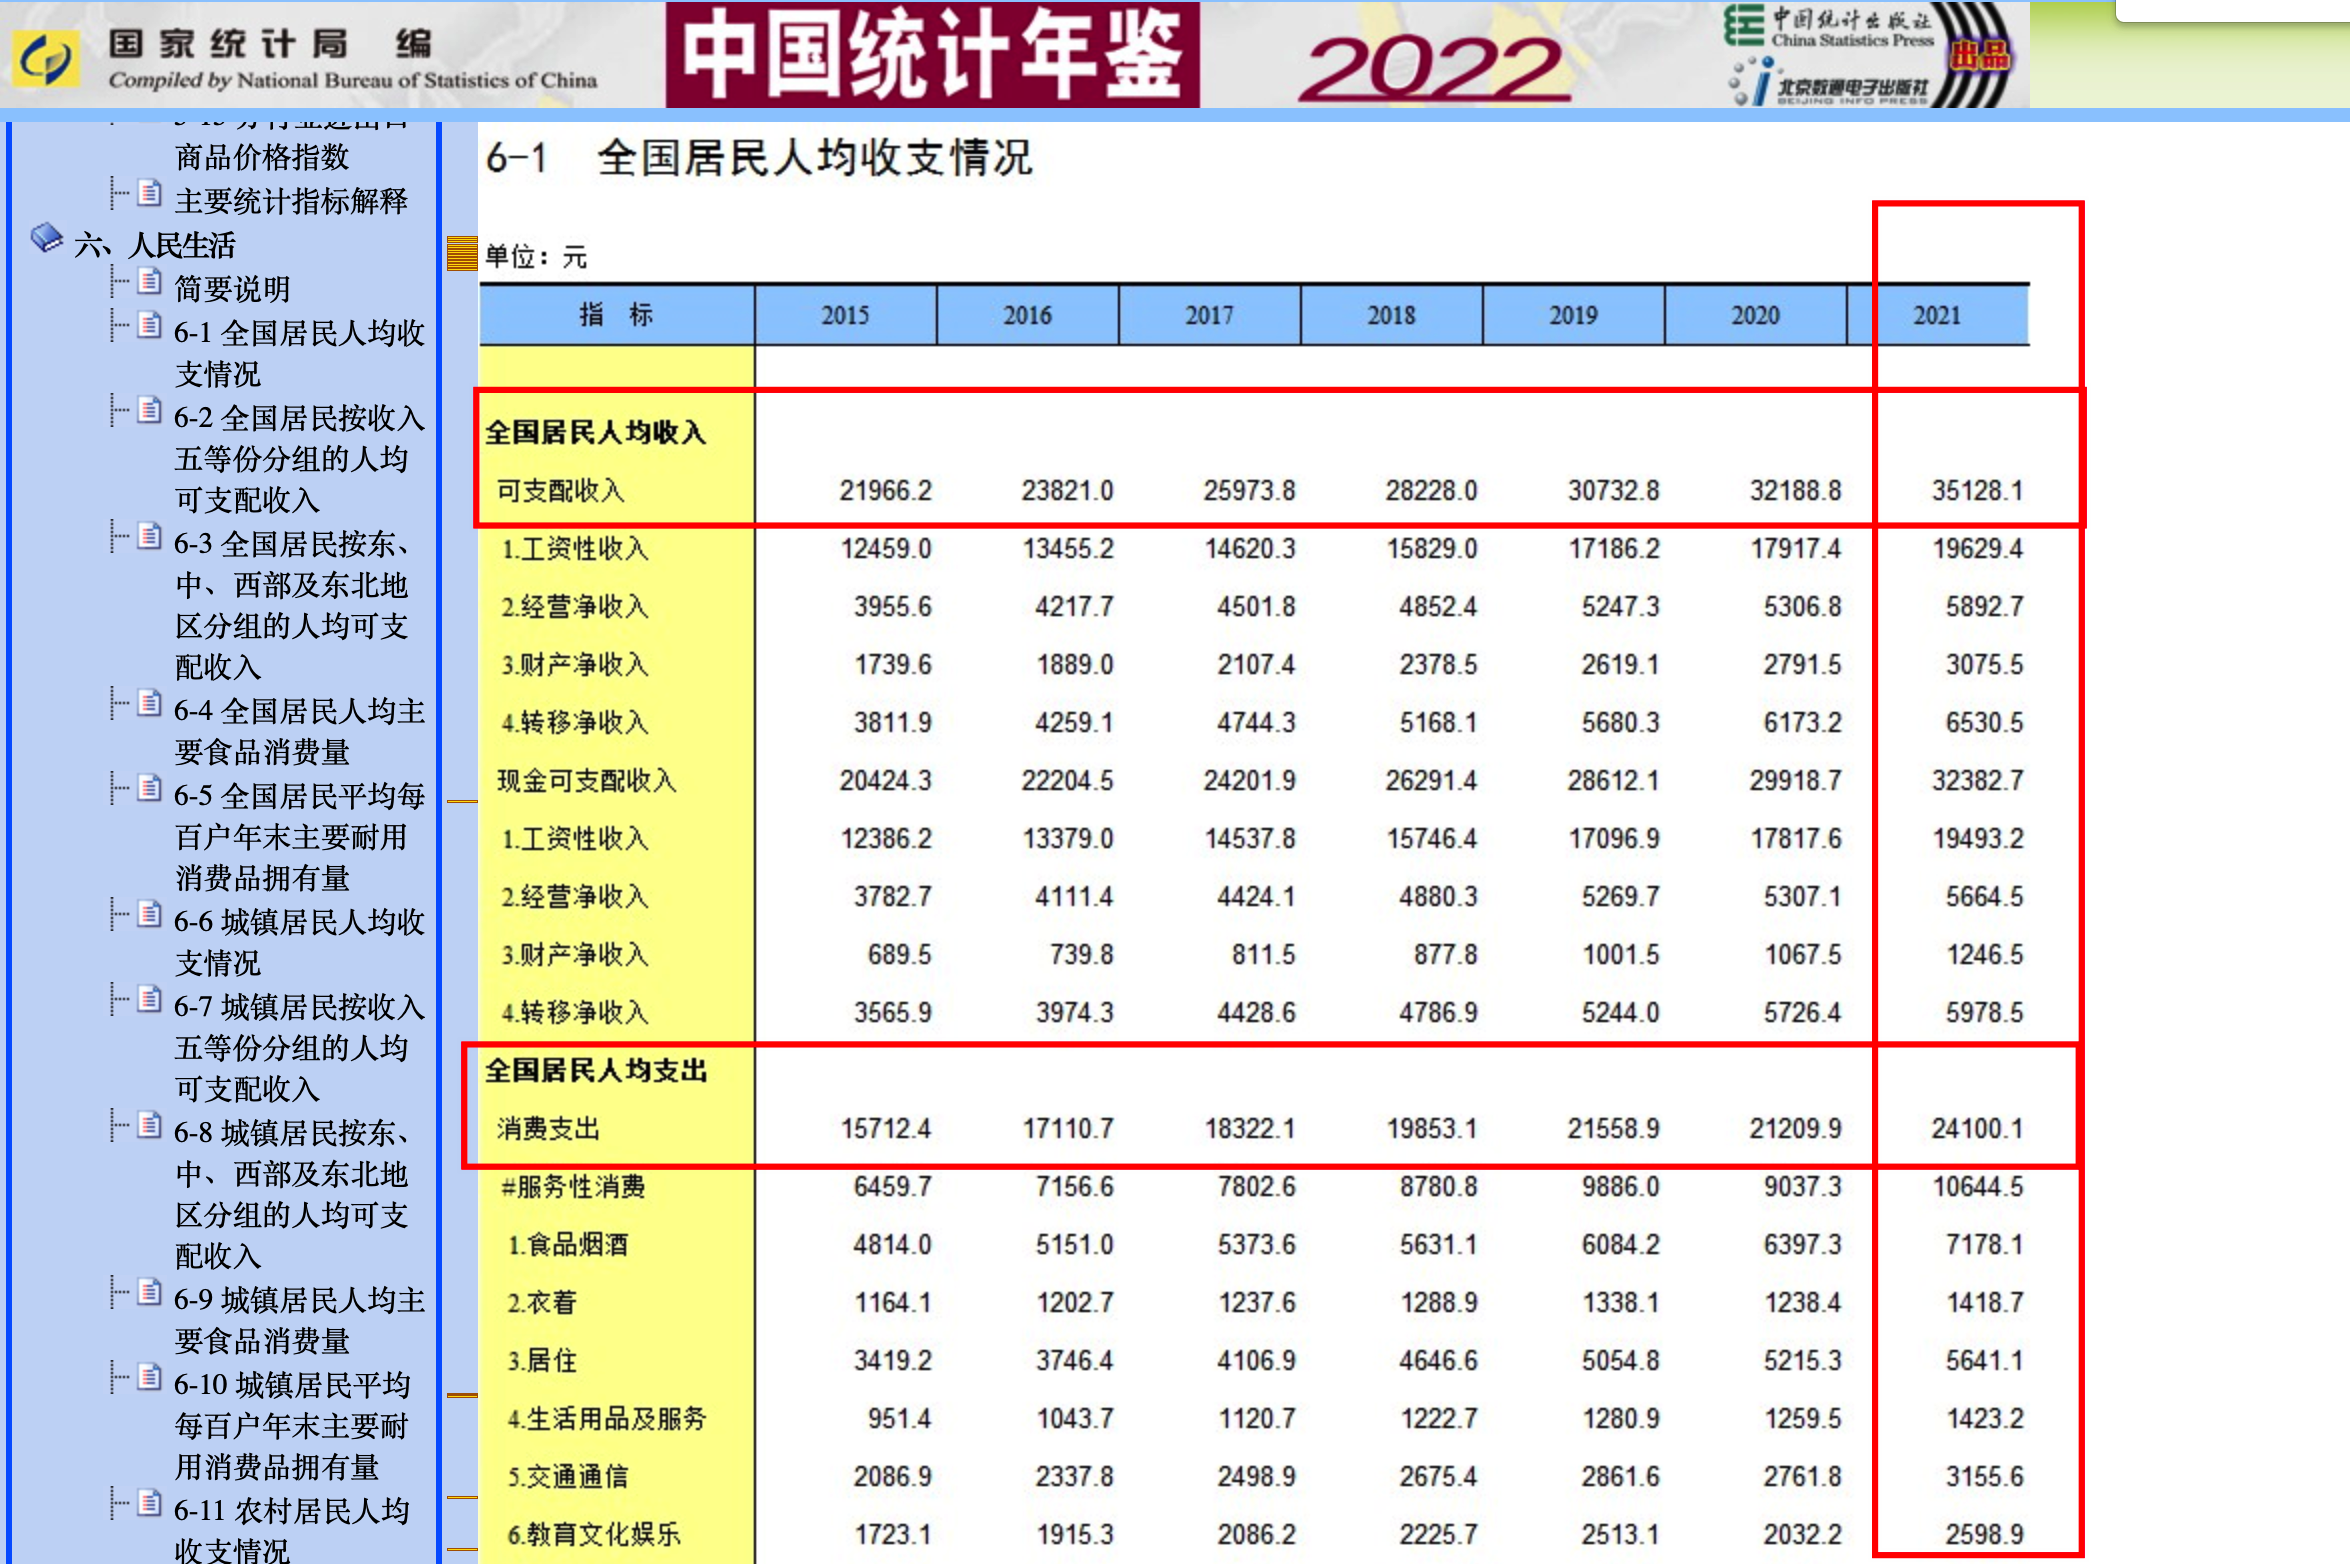 国家统计局 编
Compiled by National Bureau of Statistics of China
中国统计年鉴
2022
中国统计出版社
China Statistics Press
北京数通电子出版社
BEIJING INFO PRESS
出品
商品价格指数
主要统计指标解释
六、人民生活
简要说明
6-1 全国居民人均收
支情况
6-2 全国居民按收入
五等份分组的人均
可支配收入
6-3 全国居民按东、
中、西部及东北地
区分组的人均可支
配收入
6-4 全国居民人均主
要食品消费量
6-5 全国居民平均每
百户年末主要耐用
消费品拥有量
6-6 城镇居民人均收
支情况
6-7 城镇居民按收入
五等份分组的人均
可支配收入
6-8 城镇居民按东、
中、西部及东北地
区分组的人均可支
配收入
6-9 城镇居民人均主
要食品消费量
6-10 城镇居民平均
每百户年末主要耐
用消费品拥有量
6-11 农村居民人均
收支情况
6-1 全国居民人均收支情况
单位：元
指 标 2015 2016 2017 2018 2019 2020 2021
全国居民人均收入
可支配收入 21966.2 23821.0 25973.8 28228.0 30732.8 32188.8 35128.1
1.工资性收入 12459.0 13455.2 14620.3 15829.0 17186.2 17917.4 19629.4
2.经营净收入 3955.6 4217.7 4501.8 4852.4 5247.3 5306.8 5892.7
3.财产净收入 1739.6 1889.0 2107.4 2378.5 2619.1 2791.5 3075.5
4.转移净收入 3811.9 4259.1 4744.3 5168.1 5680.3 6173.2 6530.5
现金可支配收入 20424.3 22204.5 24201.9 26291.4 28612.1 29918.7 32382.7
1.工资性收入 12386.2 13379.0 14537.8 15746.4 17096.9 17817.6 19493.2
2.经营净收入 3782.7 4111.4 4424.1 4880.3 5269.7 5307.1 5664.5
3.财产净收入 689.5 739.8 811.5 877.8 1001.5 1067.5 1246.5
4.转移净收入 3565.9 3974.3 4428.6 4786.9 5244.0 5726.4 5978.5
全国居民人均支出
消费支出 15712.4 17110.7 18322.1 19853.1 21558.9 21209.9 24100.1
#服务性消费 6459.7 7156.6 7802.6 8780.8 9886.0 9037.3 10644.5
1.食品烟酒 4814.0 5151.0 5373.6 5631.1 6084.2 6397.3 7178.1
2.衣着 1164.1 1202.7 1237.6 1288.9 1338.1 1238.4 1418.7
3.居住 3419.2 3746.4 4106.9 4646.6 5054.8 5215.3 5641.1
4.生活用品及服务 951.4 1043.7 1120.7 1222.7 1280.9 1259.5 1423.2
5.交通通信 2086.9 2337.8 2498.9 2675.4 2861.6 2761.8 3155.6
6.教育文化娱乐 1723.1 1915.3 2086.2 2225.7 2513.1 2032.2 2598.9